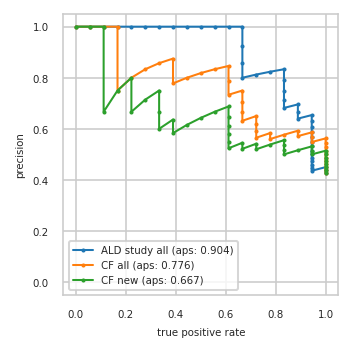 1.0
0.8
0.6
0.4
0.2
0.0
precision
ALD study all (aps: 0.904)
CF all (aps: 0.776)
CF new (aps: 0.667)
0.0 0.2 0.4 0.6 0.8 1.0
true positive rate